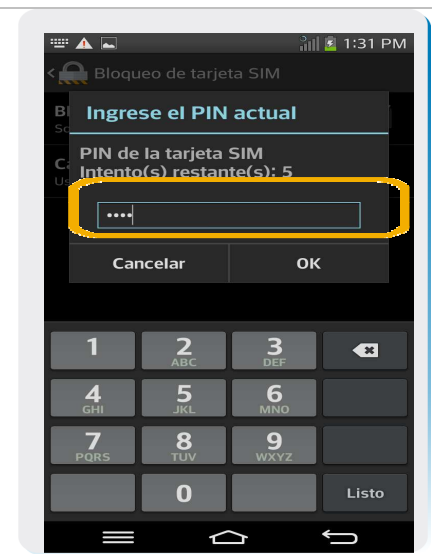 1:31 PM
Bloqueo de tarjeta SIM
Ingrese el PIN actual
PIN de la tarjeta SIM
Intento(s) restante(s): 5
••••
Cancelar OK
1 2 ABC 3 DEF
4 GHI 5 JKL 6 MNO
7 PQRS 8 TUV 9 WXYZ
0 Listo